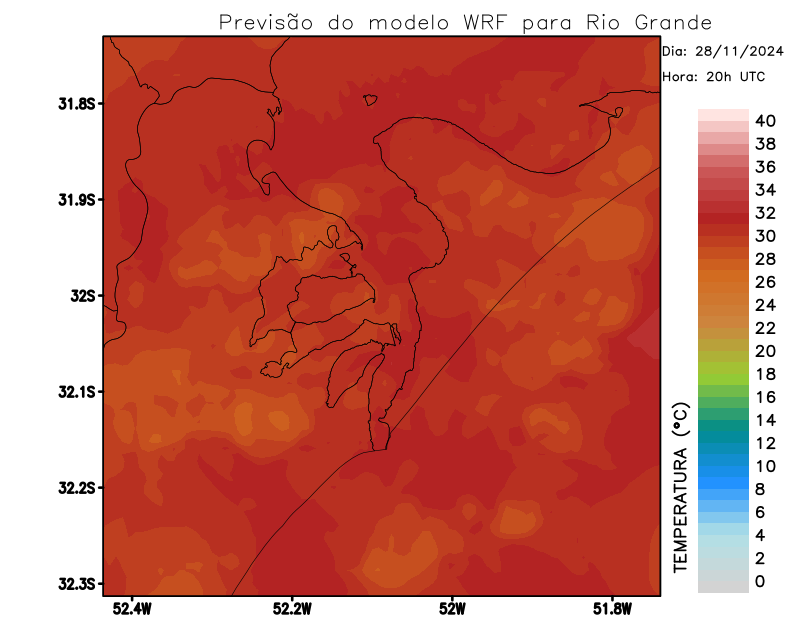 Previsão do modelo WRF para Rio Grande
Dia: 28/11/2024
Hora: 20h UTC
31.8S
31.9S
32S
32.1S
32.2S
32.3S
52.4W
52.2W
52W
51.8W
TEMPERATURA (°C)
40
38
36
34
32
30
28
26
24
22
20
18
16
14
12
10
8
6
4
2
0